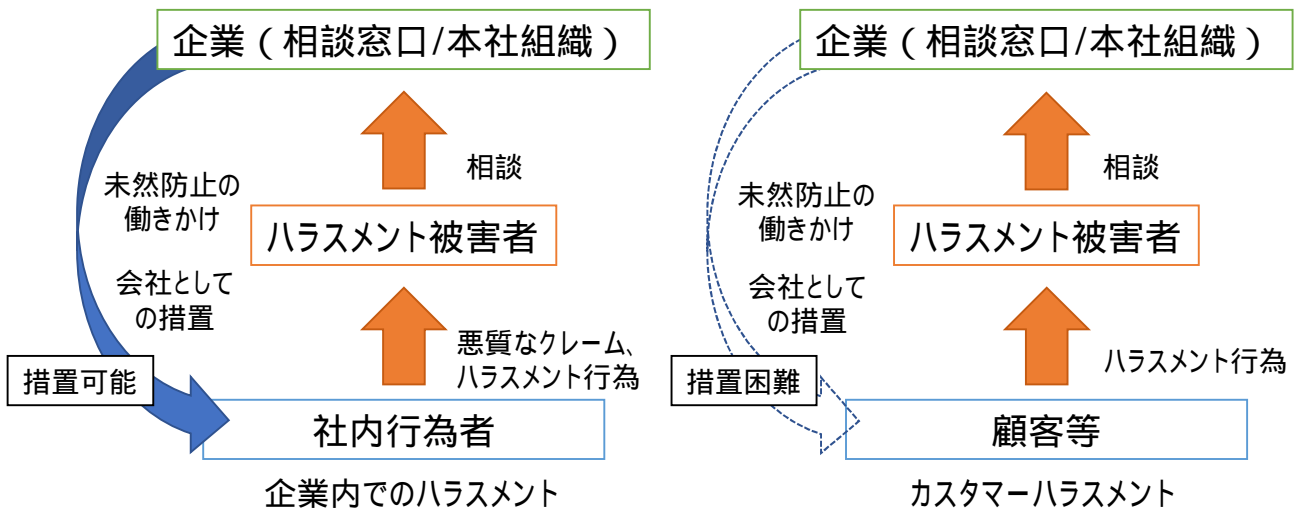 企業（相談窓口/本社組織）
相談
未然防止の
働きかけ
ハラスメント被害者
会社として
の措置
悪質なクレーム、
ハラスメント行為
措置可能
社内行為者
企業内でのハラスメント
企業（相談窓口/本社組織）
相談
未然防止の
働きかけ
ハラスメント被害者
会社として
の措置
ハラスメント行為
措置困難
顧客等
カスタマーハラスメント